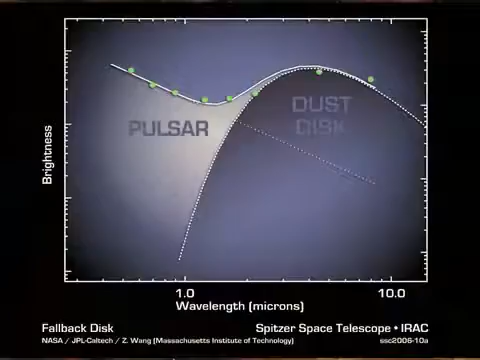 PULSAR
DUST
DISK
Brightness
1.0
10.0
Wavelength (microns)
Fallback Disk
Spitzer Space Telescope • IRAC
NASA / JPL-Caltech / Z. Wang (Massachusetts Institute of Technology)
ssc2006-10a